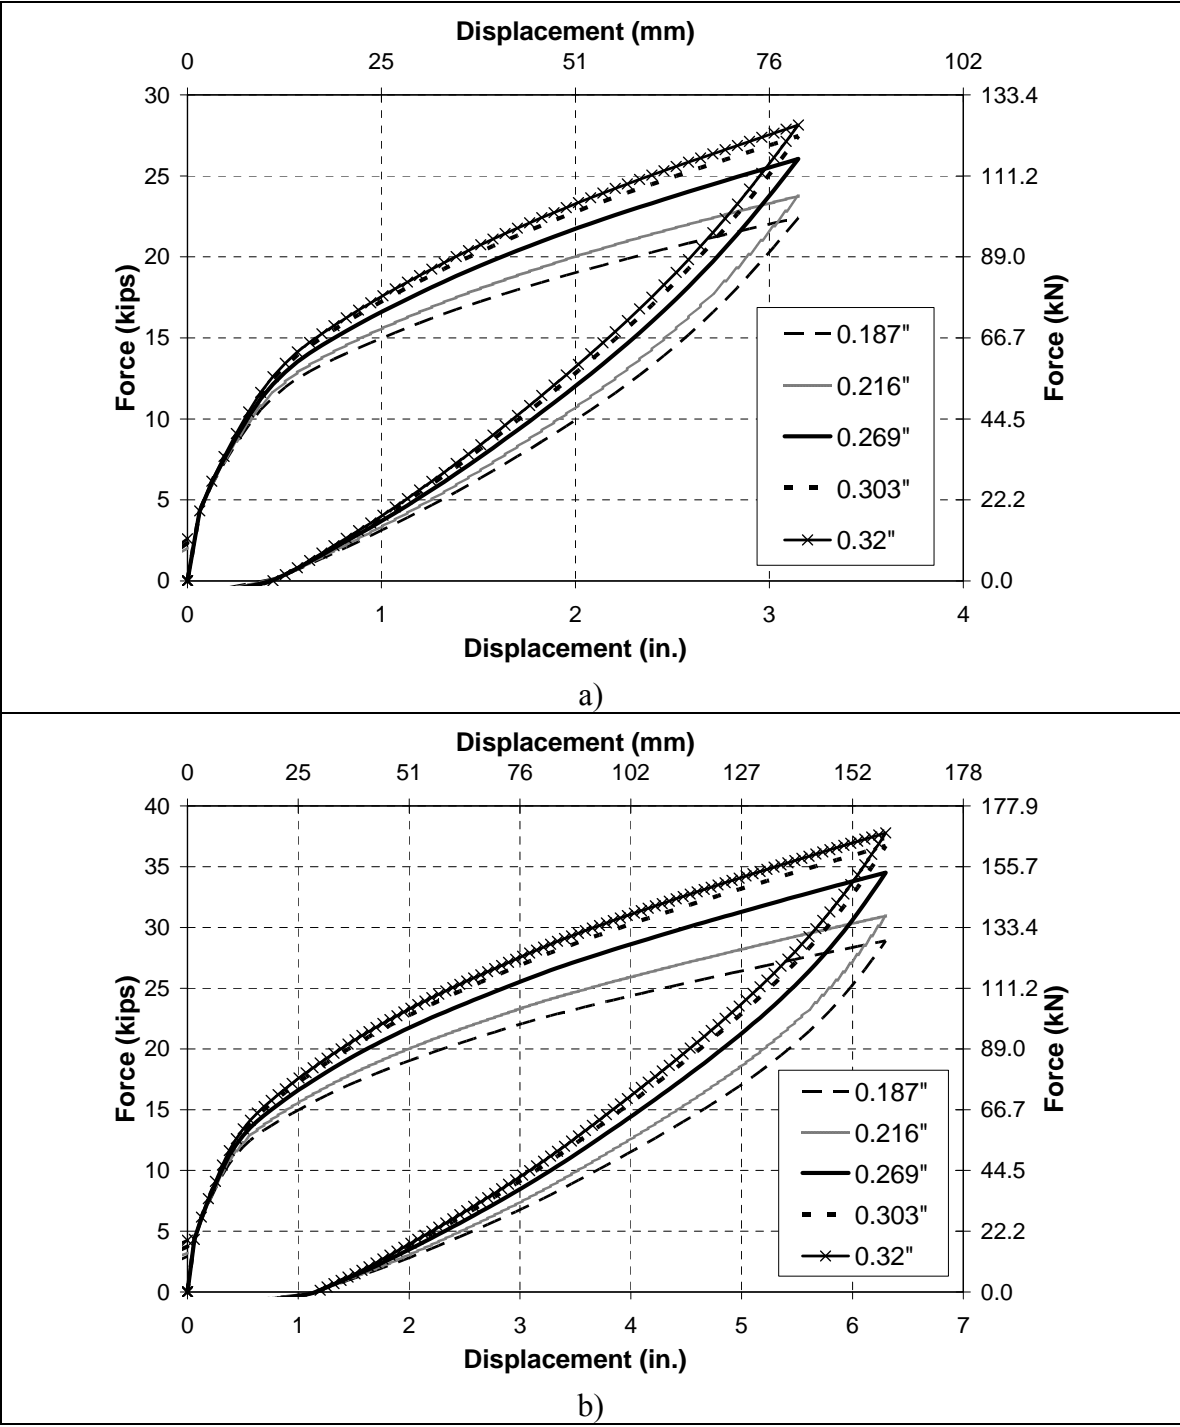 Displacement (mm)
0 25 51 76 102
30 133.4
25 111.2
20 89.0
15 66.7
10 44.5
5 22.2
0 0.0
Force (kips)
Force (kN)
0.187"
0.216"
0.269"
0.303"
0.32"
0 1 2 3 4
Displacement (in.)
a)
Displacement (mm)
0 25 51 76 102 127 152 178
40 177.9
35 155.7
30 133.4
25 111.2
20 89.0
15 66.7
10 44.5
5 22.2
0 0.0
Force (kips)
Force (kN)
0.187"
0.216"
0.269"
0.303"
0.32"
0 1 2 3 4 5 6 7
Displacement (in.)
b)